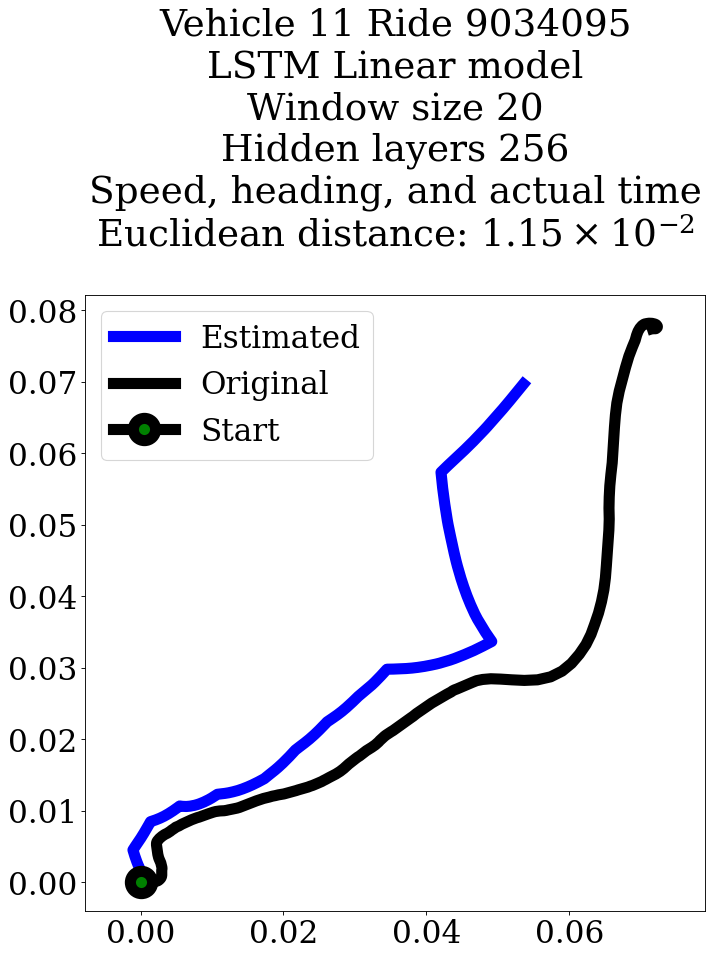 Vehicle 11 Ride 9034095
LSTM Linear model
Window size 20
Hidden layers 256
Speed, heading, and actual time
Euclidean distance: 1.15 × 10⁻²
0.08
0.07
0.06
0.05
0.04
0.03
0.02
0.01
0.00
Estimated
Original
Start
0.00 0.02 0.04 0.06